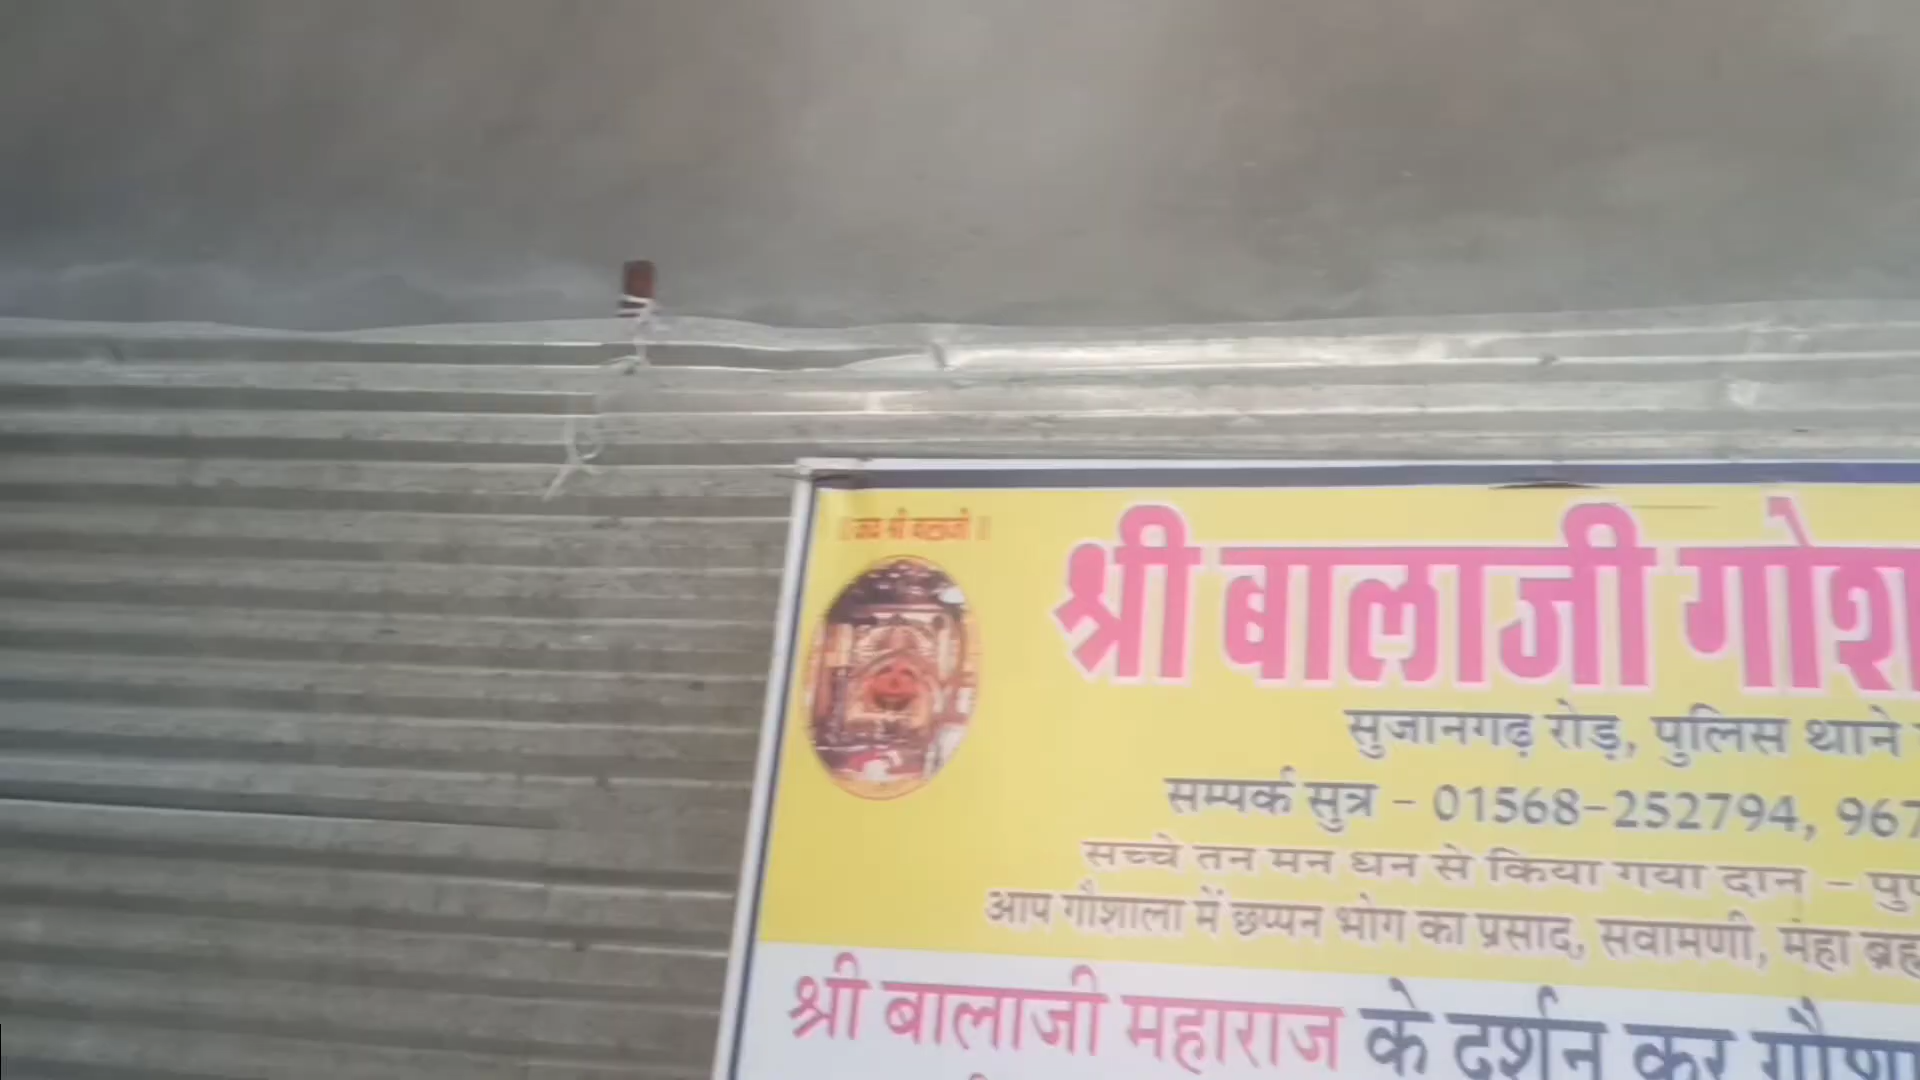 || जय श्री बालाजी ||
श्री बालाजी गोश
सुजानगढ़ रोड़, पुलिस थाने
सम्पर्क सुत्र - 01568-252794, 967
सच्चे तन मन धन से किया गया दान - पुण
आप गौशाला में छप्पन भोग का प्रसाद, सवामणी, महा ब्रह्म
श्री बालाजी महाराज के दर्शन कर गौशा